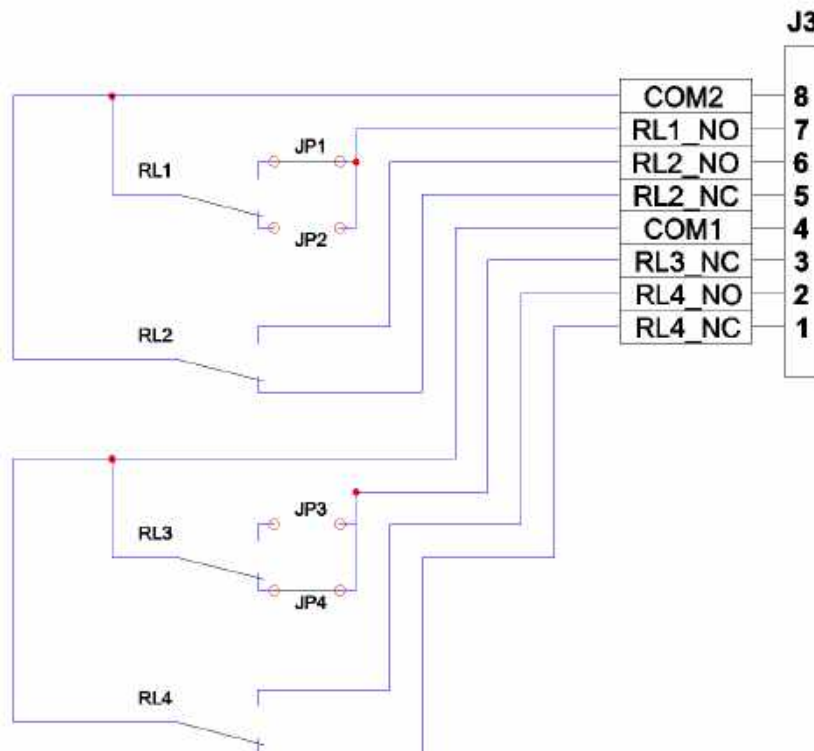 J3
COM2 8
RL1_NO 7
JP1
RL2_NO 6
RL1
RL2_NC 5
COM1 4
JP2
RL3_NC 3
RL4_NO 2
RL2
RL4_NC 1
JP3
RL3
JP4
RL4